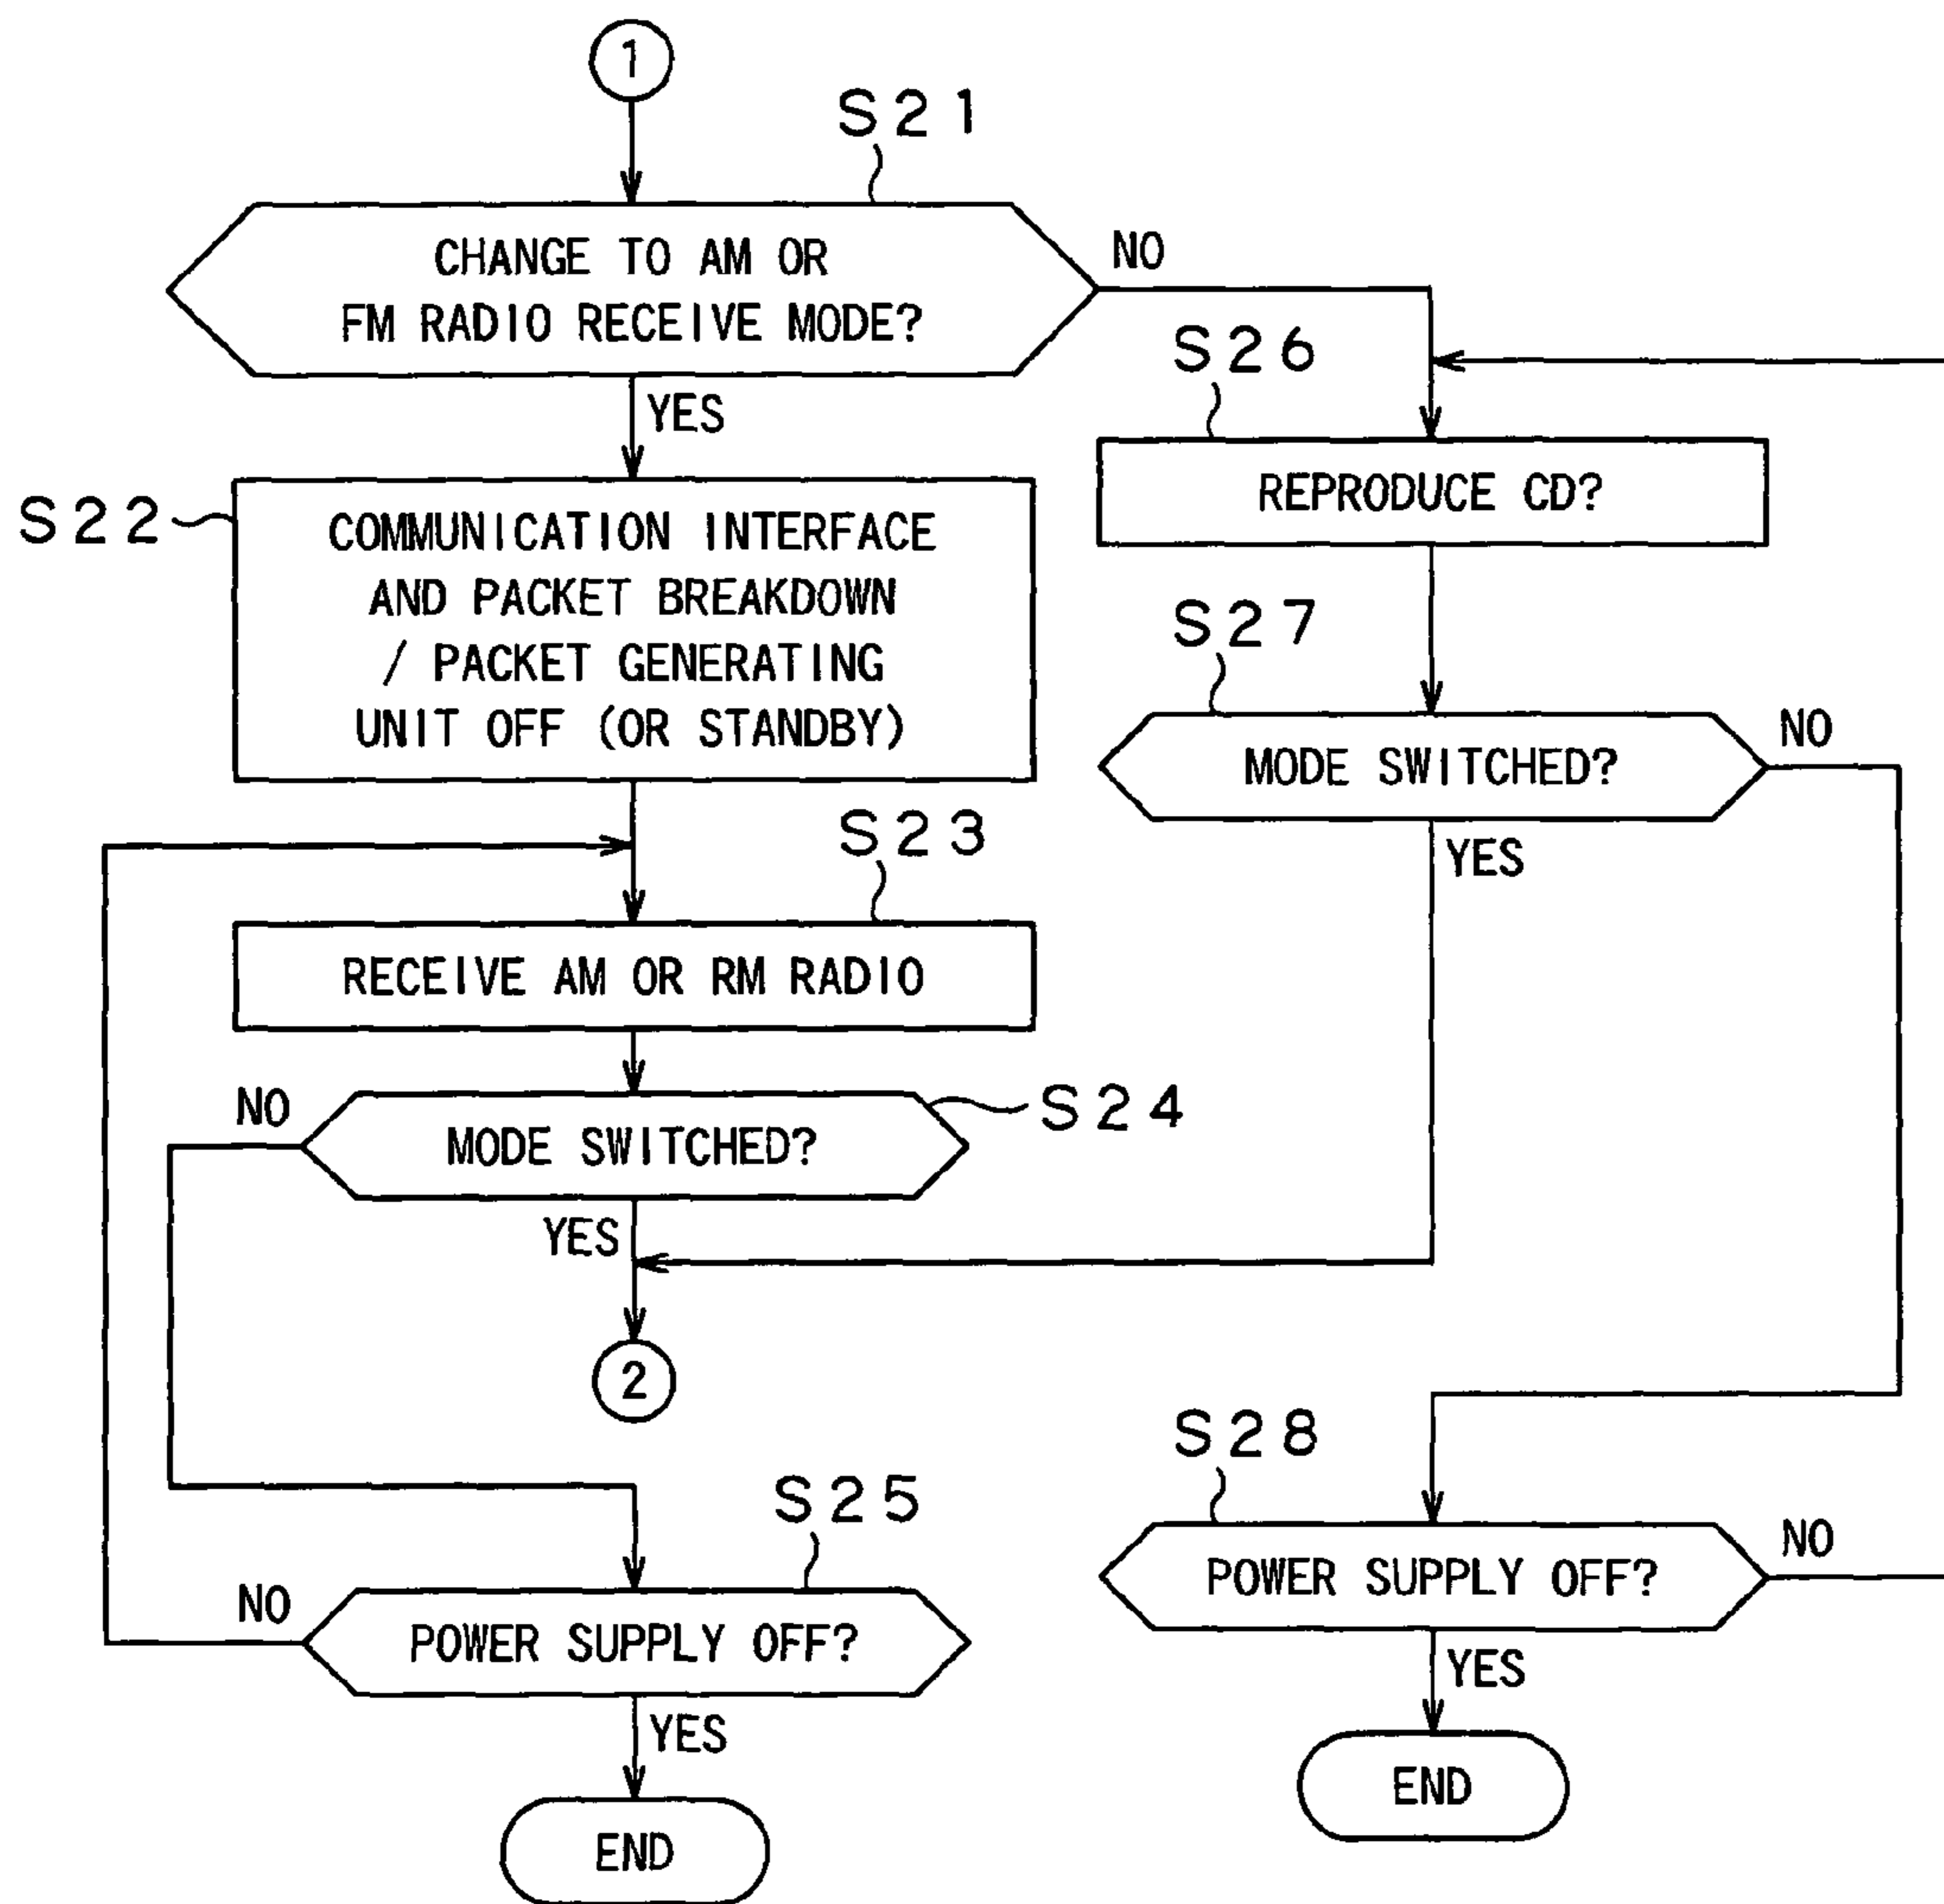 1
S21
CHANGE TO AM OR
FM RADIO RECEIVE MODE?
NO
YES
S22
COMMUNICATION INTERFACE
AND PACKET BREAKDOWN
/ PACKET GENERATING
UNIT OFF (OR STANDBY)
S23
RECEIVE AM OR RM RADIO
S24
NO
MODE SWITCHED?
YES
2
S25
NO
POWER SUPPLY OFF?
YES
END
S26
REPRODUCE CD?
S27
MODE SWITCHED?
NO
YES
S28
POWER SUPPLY OFF?
NO
YES
END